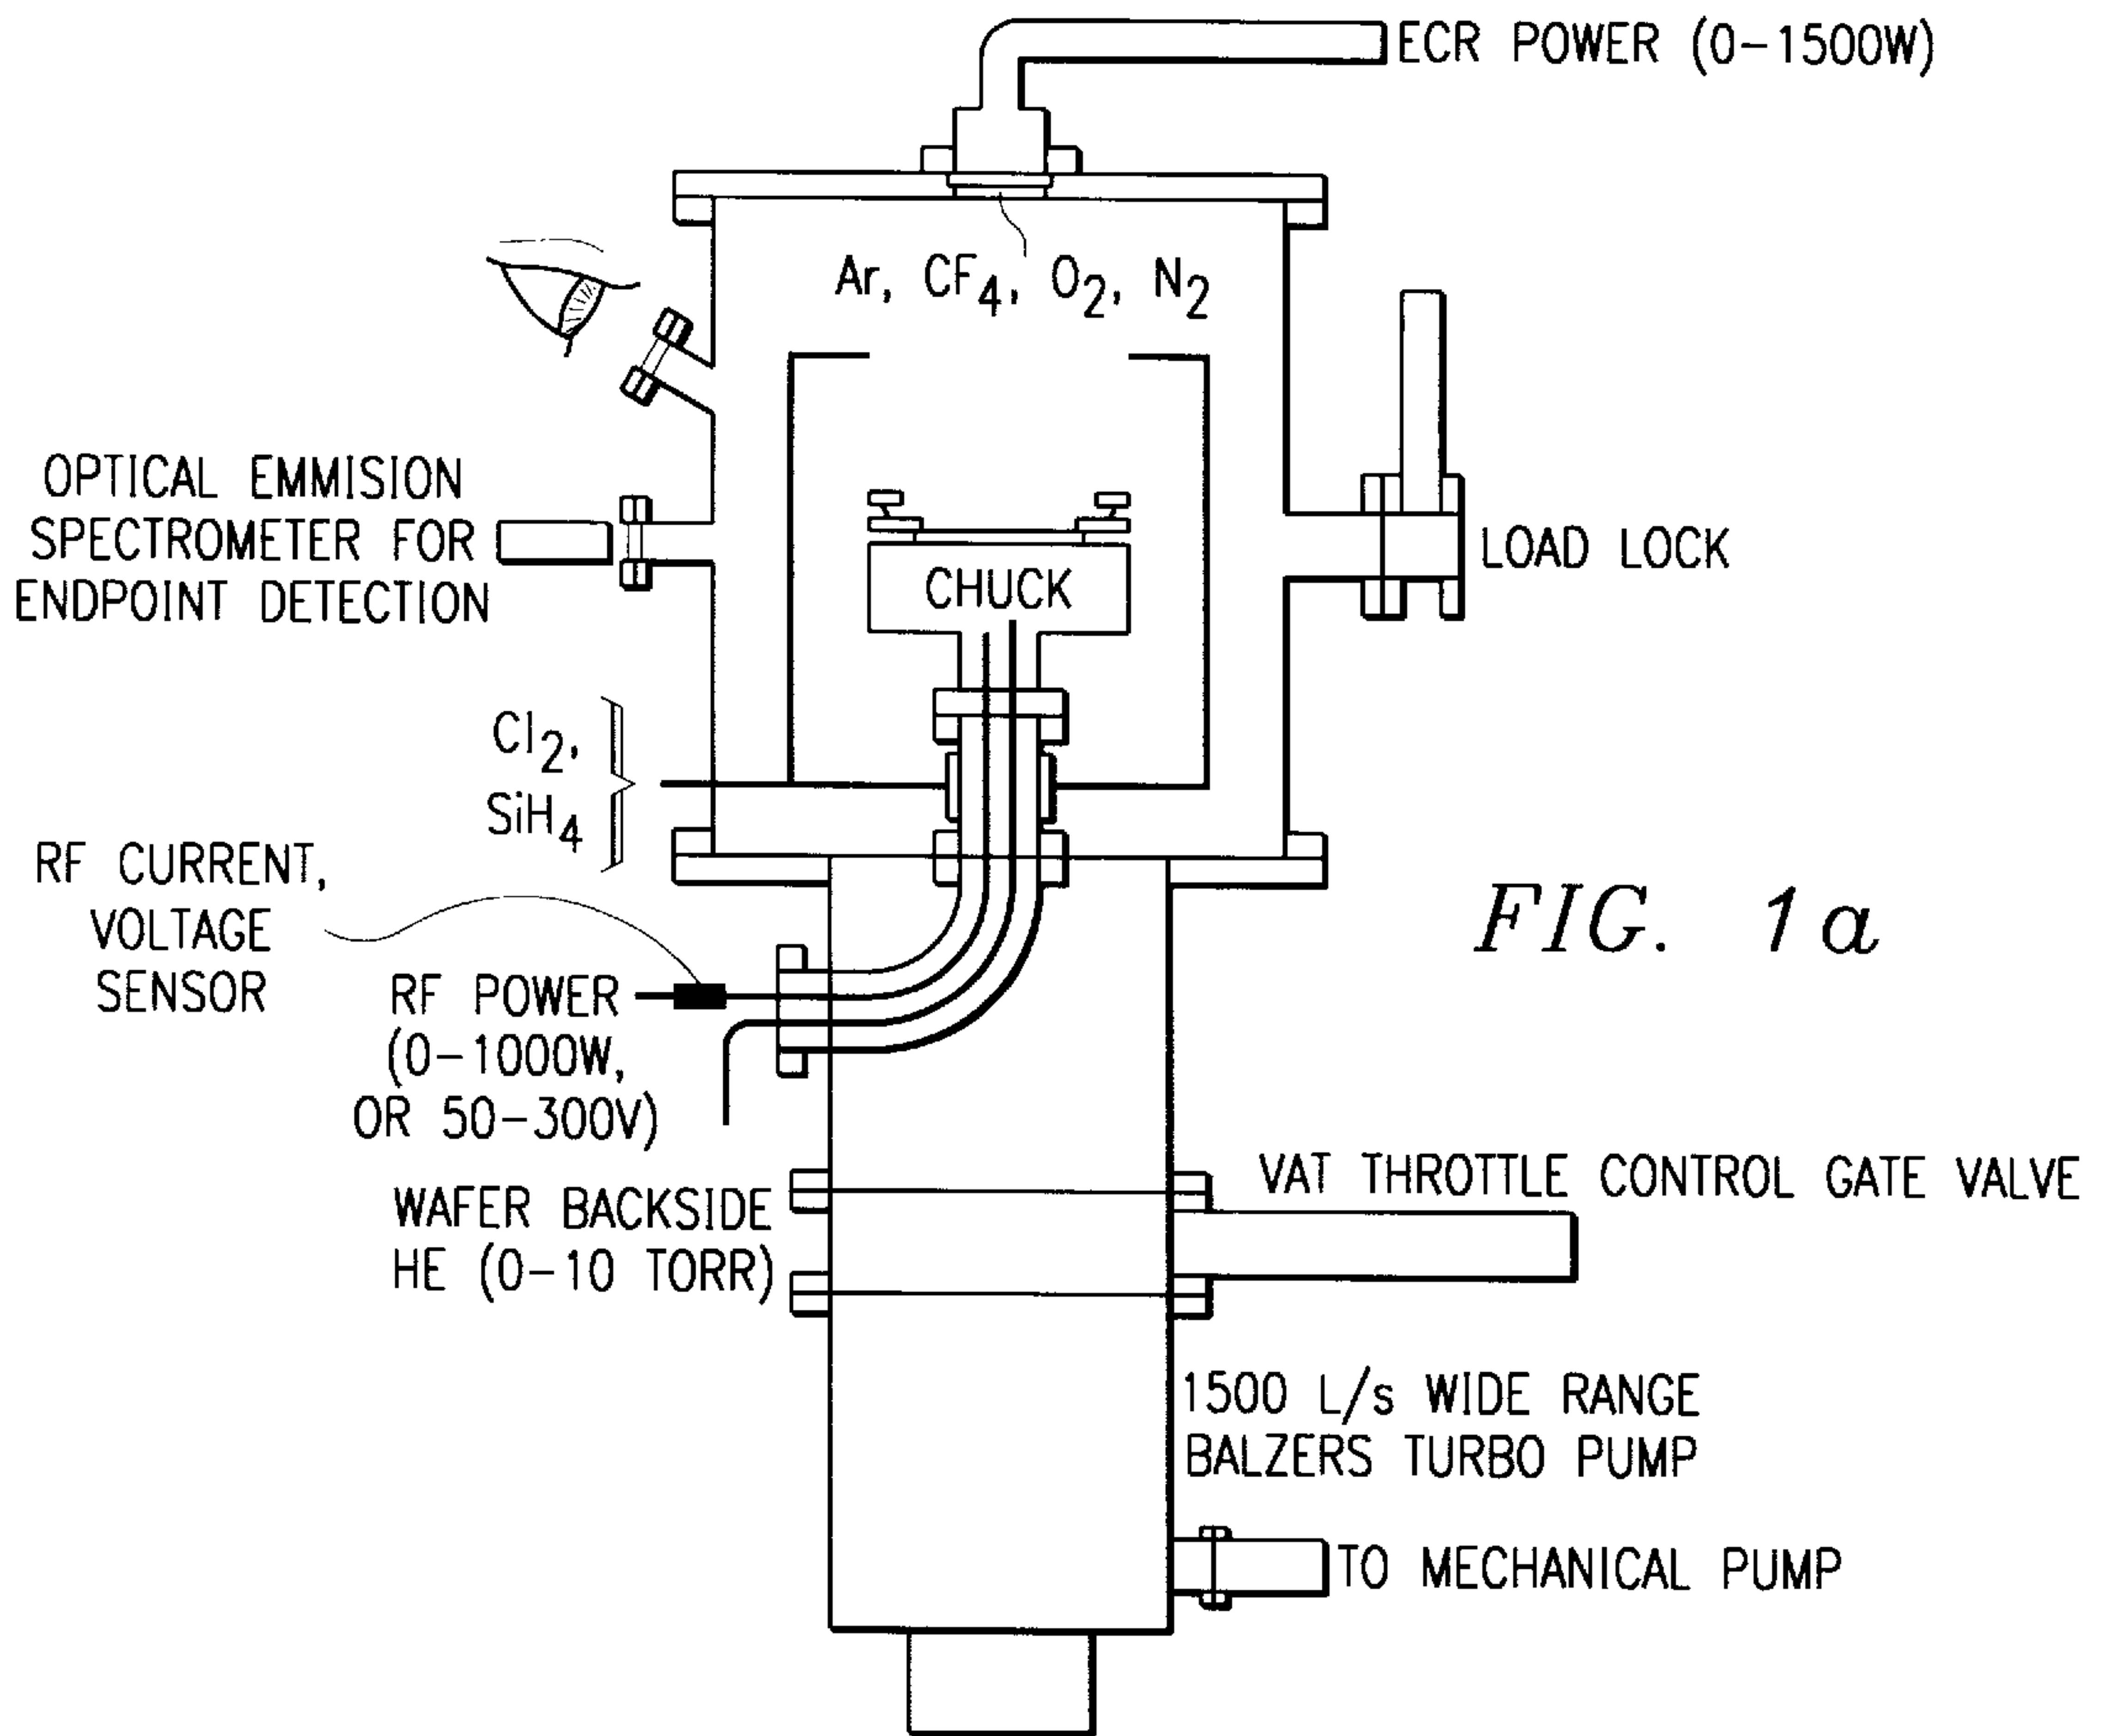 ECR POWER (0-1500W)
Ar, CF4, O2, N2
OPTICAL EMMISION
SPECTROMETER FOR
ENDPOINT DETECTION
LOAD LOCK
CHUCK
Cl2,
SiH4
RF CURRENT,
VOLTAGE
SENSOR
RF POWER
(0-1000W,
OR 50-300V)
FIG. 1a
WAFER BACKSIDE
HE (0-10 TORR)
VAT THROTTLE CONTROL GATE VALVE
1500 L/s WIDE RANGE
BALZERS TURBO PUMP
TO MECHANICAL PUMP